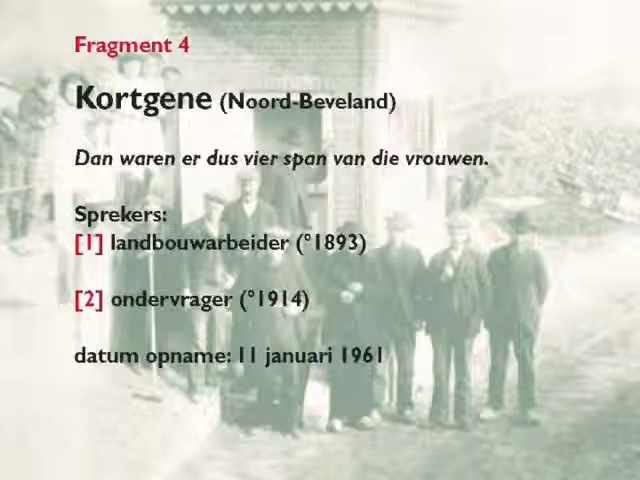 Fragment 4
Kortgene (Noord-Beveland)
Dan waren er dus vier span van die vrouwen.
Sprekers:
[1] landbouwarbeider (°1893)
[2] ondervrager (°1914)
datum opname: 11 januari 1961